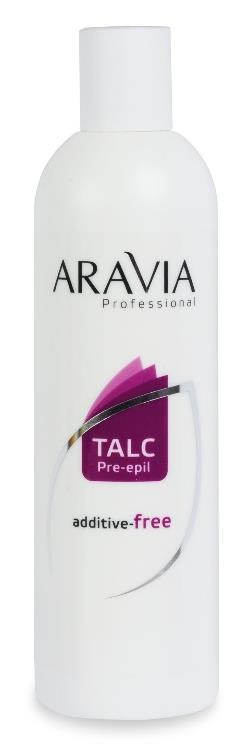 ARAVIA
Professional
TALC
Pre-epil
additive-free